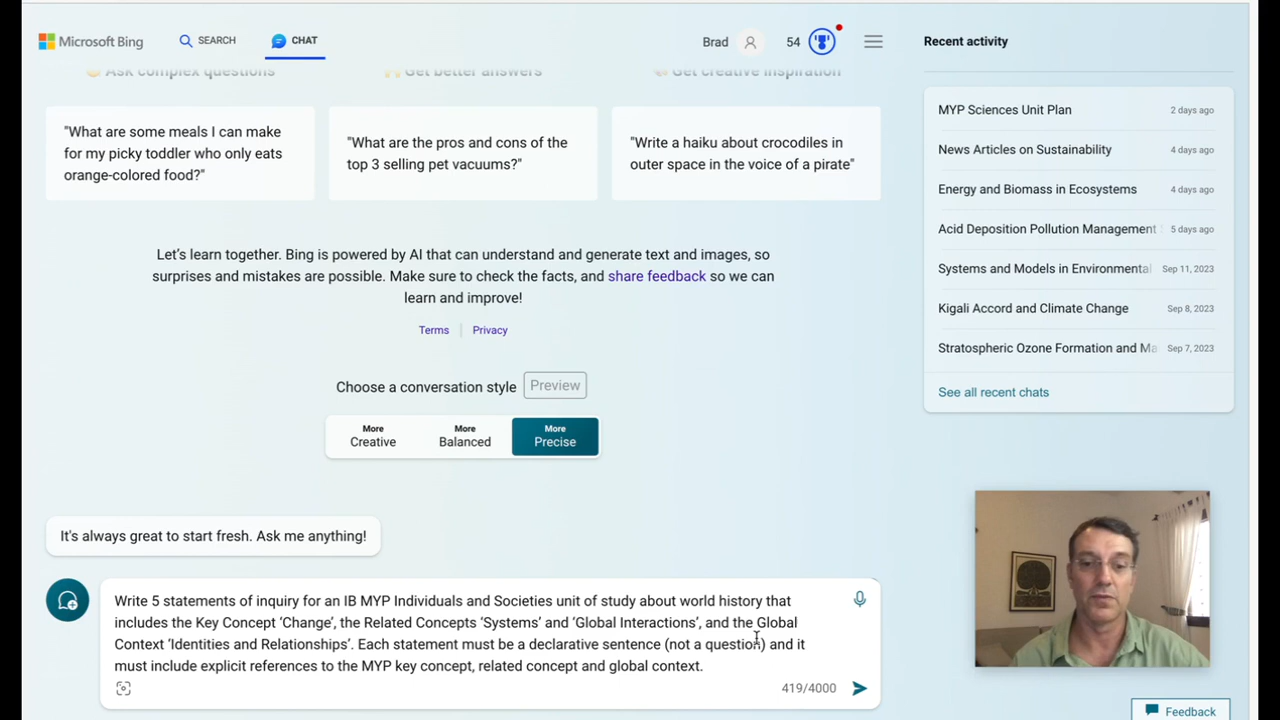 Microsoft Bing
SEARCH
CHAT
Brad
54
Recent activity
Ask complex questions
Get better answers
Get creative inspiration
"What are some meals I can make
for my picky toddler who only eats
orange-colored food?"
"What are the pros and cons of the
top 3 selling pet vacuums?"
"Write a haiku about crocodiles in
outer space in the voice of a pirate"
Let's learn together. Bing is powered by AI that can understand and generate text and images, so
surprises and mistakes are possible. Make sure to check the facts, and share feedback so we can
learn and improve!
Terms
Privacy
Choose a conversation style
Preview
More
Creative
More
Balanced
More
Precise
It's always great to start fresh. Ask me anything!
Write 5 statements of inquiry for an IB MYP Individuals and Societies unit of study about world history that
includes the Key Concept 'Change', the Related Concepts 'Systems' and 'Global Interactions', and the Global
Context 'Identities and Relationships'. Each statement must be a declarative sentence (not a question) and it
must include explicit references to the MYP key concept, related concept and global context.
419/4000
MYP Sciences Unit Plan 2 days ago
News Articles on Sustainability 4 days ago
Energy and Biomass in Ecosystems 4 days ago
Acid Deposition Pollution Management 5 days ago
Systems and Models in Environmental Sep 11, 2023
Kigali Accord and Climate Change Sep 8, 2023
Stratospheric Ozone Formation and Ma Sep 7, 2023
See all recent chats
Feedback